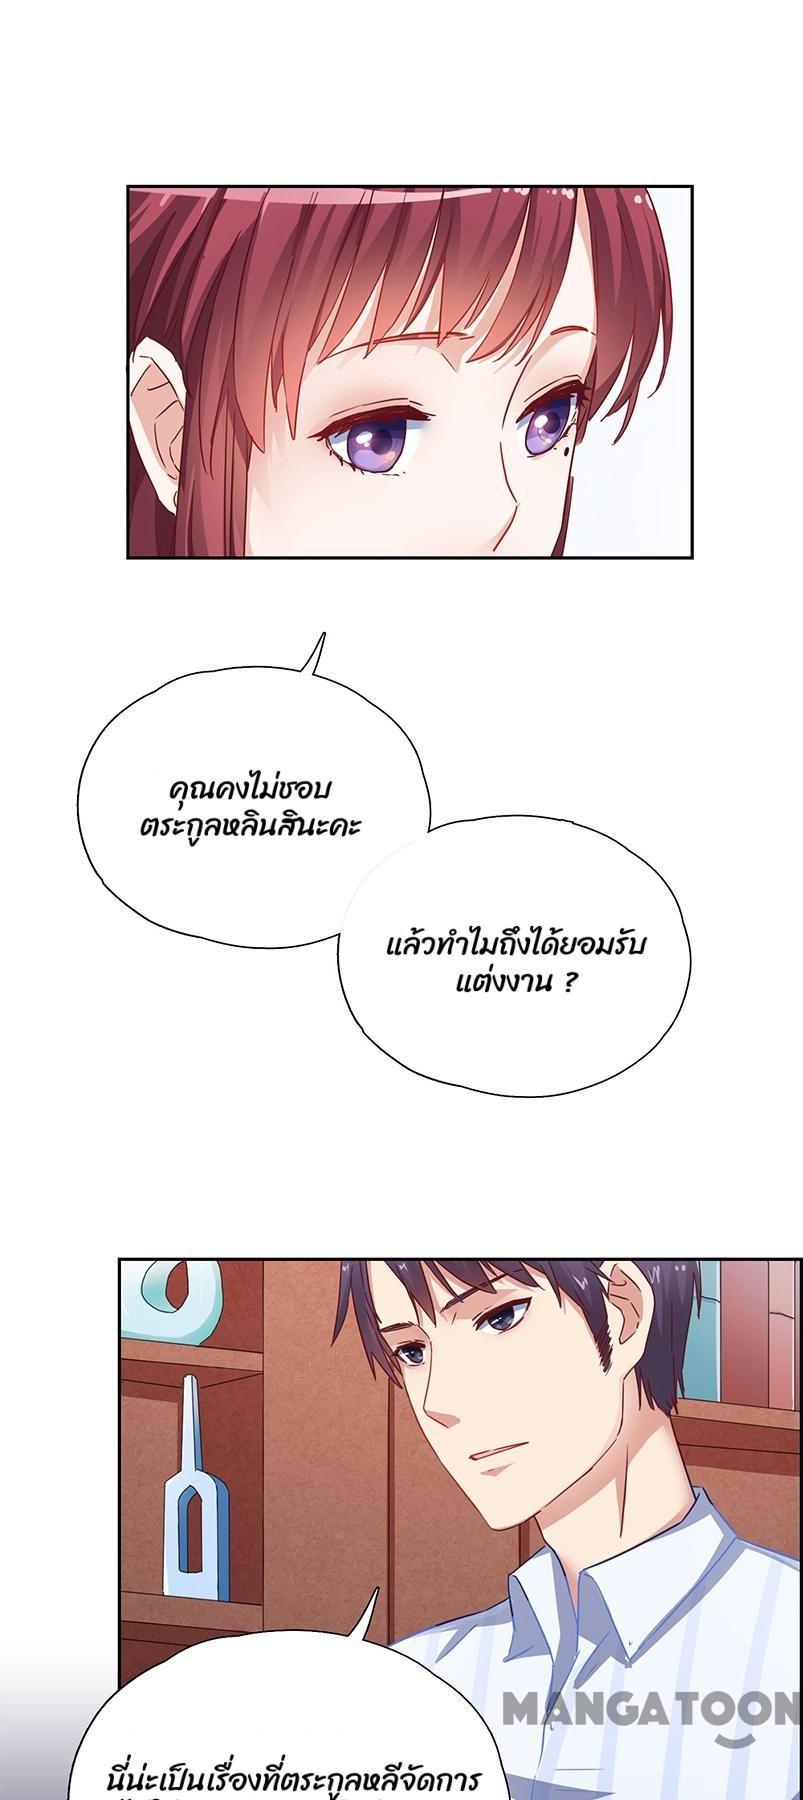 คุณคงไม่ชอบ
ตระกูลหลินสินะคะ
แล้วทำไมถึงได้ยอมรับ
แต่งงาน ?
MANGATOON
นี่น่ะเป็นเรื่องที่ตระกูลหลีจัดการ